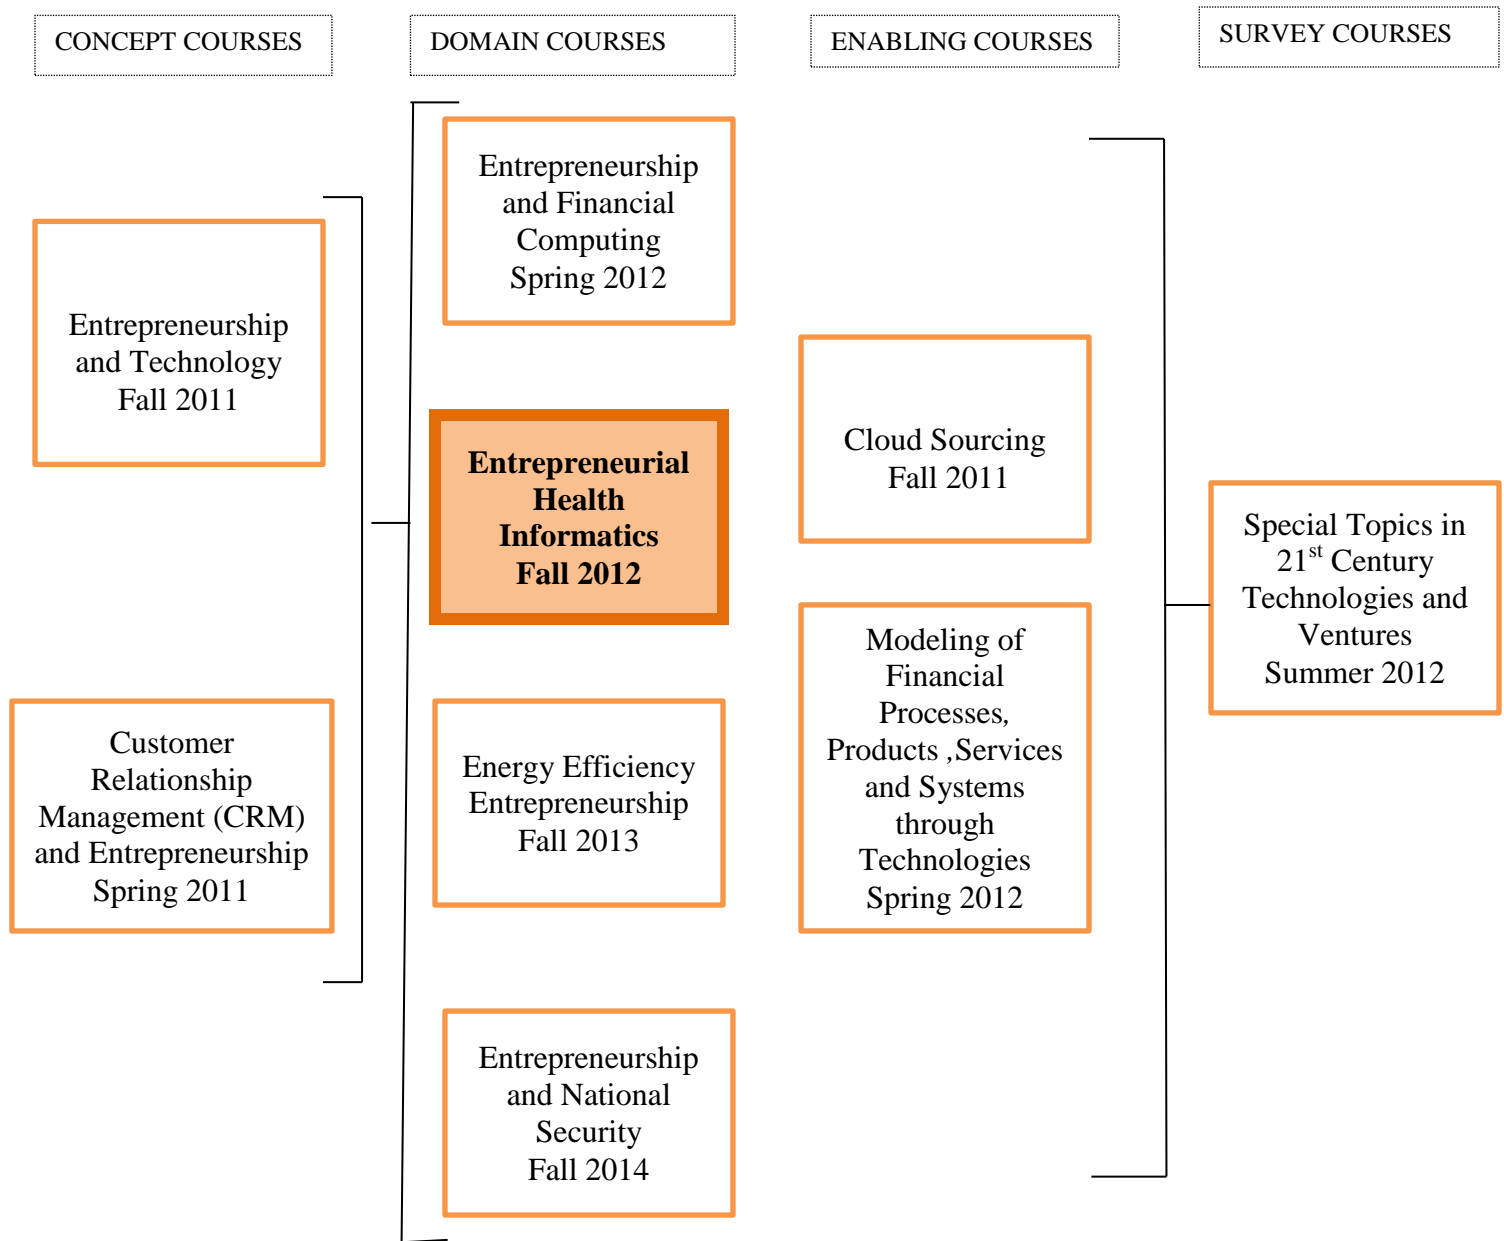 CONCEPT COURSES
DOMAIN COURSES
ENABLING COURSES
SURVEY COURSES
Entrepreneurship
and Technology
Fall 2011
Customer
Relationship
Management (CRM)
and Entrepreneurship
Spring 2011
Entrepreneurship
and Financial
Computing
Spring 2012
Entrepreneurial
Health
Informatics
Fall 2012
Energy Efficiency
Entrepreneurship
Fall 2013
Entrepreneurship
and National
Security
Fall 2014
Cloud Sourcing
Fall 2011
Modeling of
Financial
Processes,
Products ,Services
and Systems
through
Technologies
Spring 2012
Special Topics in
21st Century
Technologies and
Ventures
Summer 2012